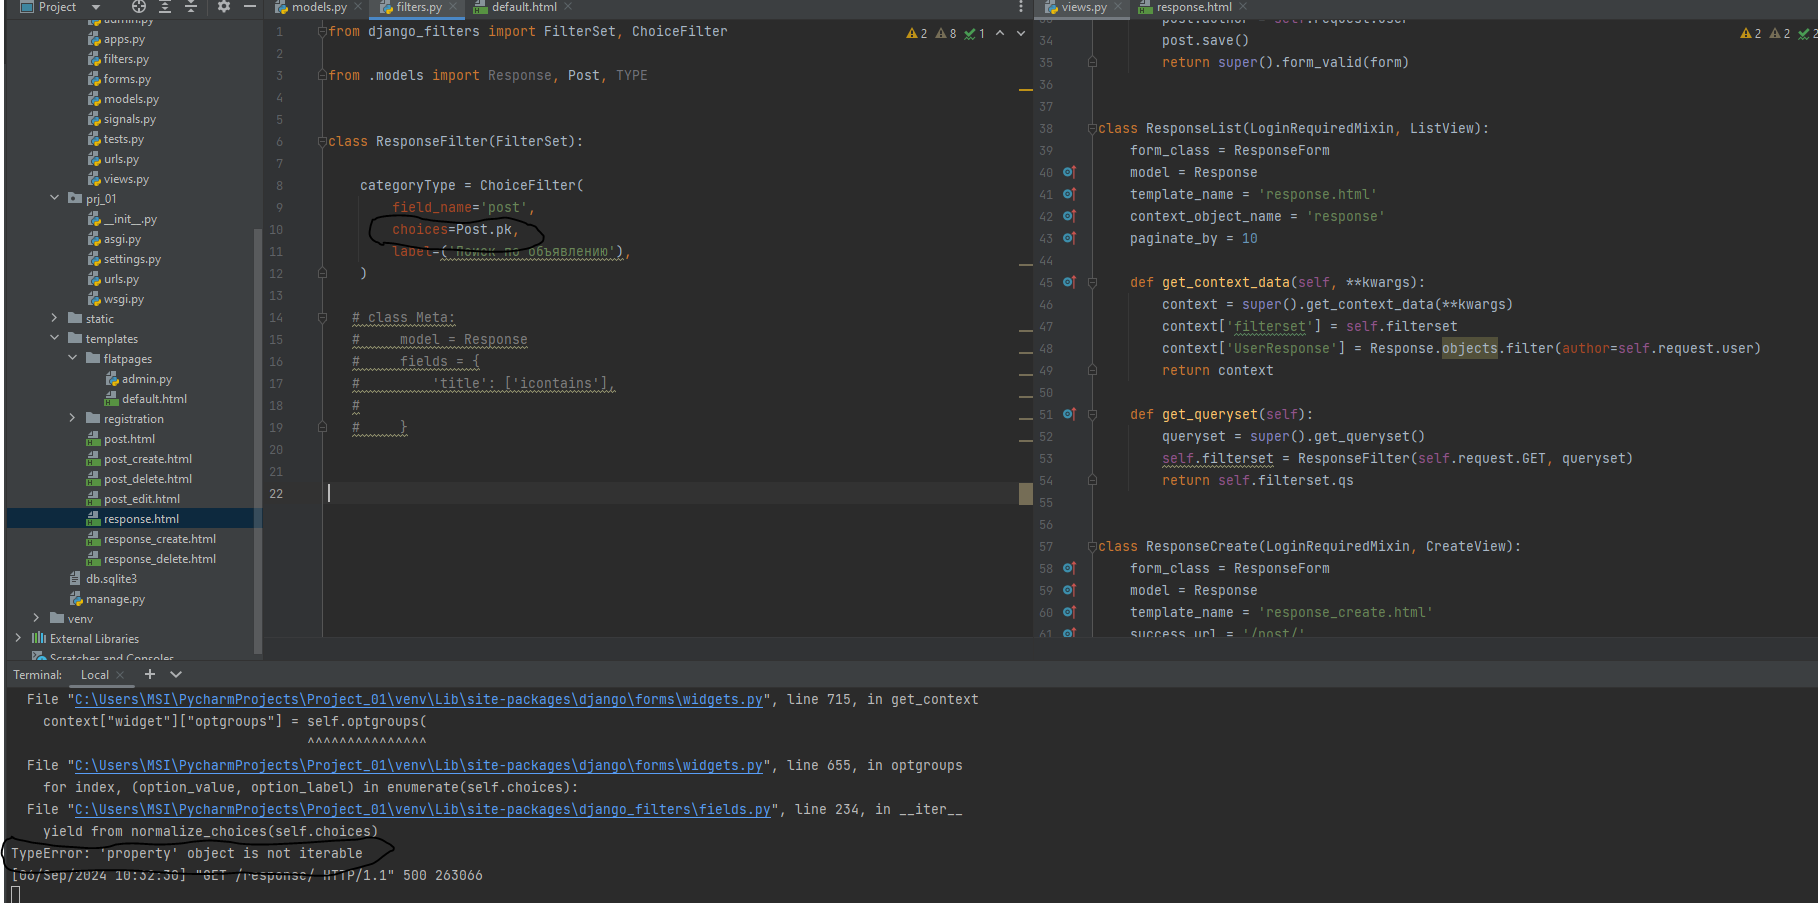 Project
models.py
filters.py
default.html
views.py
response.html
apps.py
filters.py
forms.py
models.py
signals.py
tests.py
urls.py
views.py
prj_01
__init__.py
asgi.py
settings.py
urls.py
wsgi.py
static
templates
flatpages
admin.py
default.html
registration
post.html
post_create.html
post_delete.html
post_edit.html
response.html
response_create.html
response_delete.html
db.sqlite3
manage.py
venv
External Libraries
Scratches and Consoles
1 from django_filters import FilterSet, ChoiceFilter
2 8 1
2
3 from .models import Response, Post, TYPE
4
5
6 class ResponseFilter(FilterSet):
7
8 categoryType = ChoiceFilter(
9 field_name='post',
10 choices=Post.pk,
11 label=('Поиск по объявлению'),
12 )
13
14 # class Meta:
15 # model = Response
16 # fields = {
17 # 'title': ['icontains'],
18 #
19 # }
20
21
22
post.author = self.request.user
2 2 2
34 post.save()
35 return super().form_valid(form)
36
37
38 class ResponseList(LoginRequiredMixin, ListView):
39 form_class = ResponseForm
40 model = Response
41 template_name = 'response.html'
42 context_object_name = 'response'
43 paginate_by = 10
44
45 def get_context_data(self, **kwargs):
46 context = super().get_context_data(**kwargs)
47 context['filterset'] = self.filterset
48 context['UserResponse'] = Response.objects.filter(author=self.request.user)
49 return context
50
51 def get_queryset(self):
52 queryset = super().get_queryset()
53 self.filterset = ResponseFilter(self.request.GET, queryset)
54 return self.filterset.qs
55
56
57 class ResponseCreate(LoginRequiredMixin, CreateView):
58 form_class = ResponseForm
59 model = Response
60 template_name = 'response_create.html'
61 success_url = '/post/'
Terminal: Local
File "C:\Users\MSI\PycharmProjects\Project_01\venv\Lib\site-packages\django\forms\widgets.py", line 715, in get_context
context["widget"]["optgroups"] = self.optgroups(
^^^^^^^^^^^^^^^
File "C:\Users\MSI\PycharmProjects\Project_01\venv\Lib\site-packages\django\forms\widgets.py", line 655, in optgroups
for index, (option_value, option_label) in enumerate(self.choices):
File "C:\Users\MSI\PycharmProjects\Project_01\venv\Lib\site-packages\django_filters\fields.py", line 234, in __iter__
yield from normalize_choices(self.choices)
TypeError: 'property' object is not iterable
[06/Sep/2024 10:32:30] "GET /response/ HTTP/1.1" 500 263066